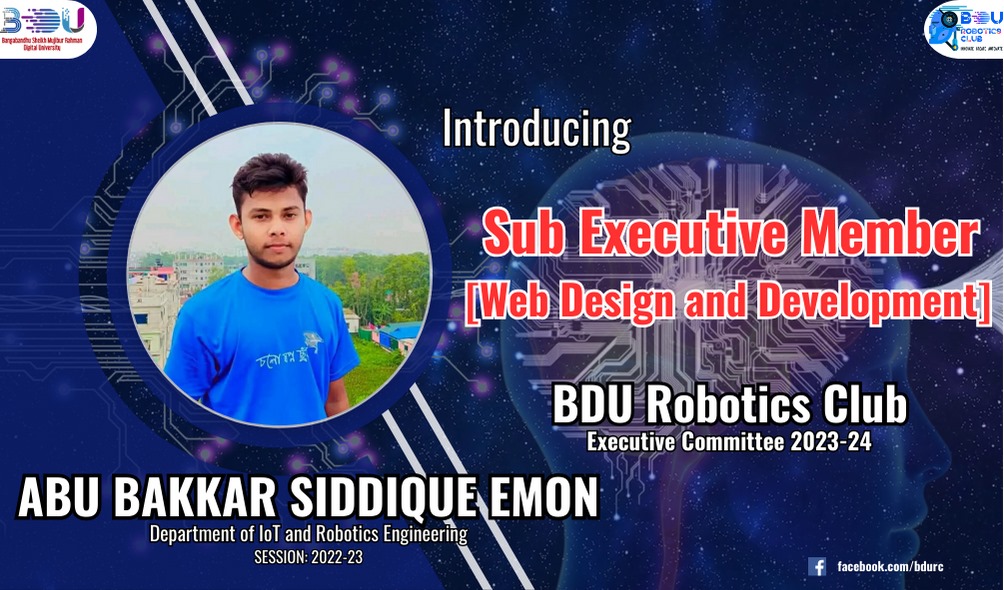 BDU
Bangabandhu Sheikh Mujibur Rahman
Digital University
BDU
ROBOTICS
CLUB
Introducing
Sub Executive Member
[Web Design and Development]
BDU Robotics Club
Executive Committee 2023-24
ABU BAKKAR SIDDIQUE EMON
Department of IoT and Robotics Engineering
SESSION: 2022-23
facebook.com/bdurc